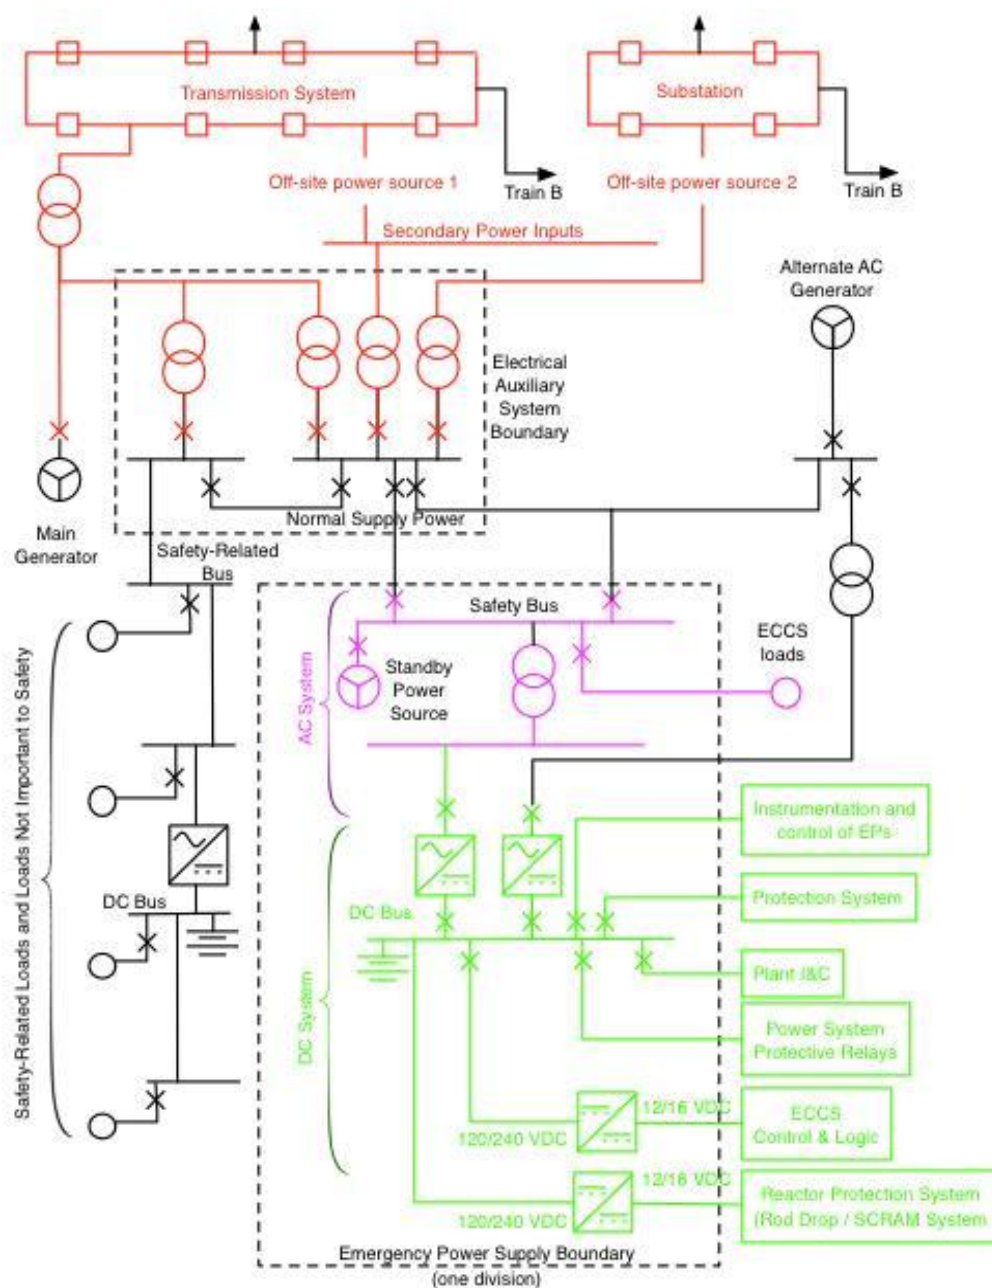 Transmission System
Substation
Train B
Train B
Off-site power source 1
Off-site power source 2
Secondary Power Inputs
Alternate AC
Generator
Electrical
Auxiliary
System
Boundary
Main
Generator
Normal Supply Power
Safety-Related
Bus
Safety Bus
ECCS
loads
Standby
Power
Source
AC System
Safety-Related Loads and Loads Not Important to Safety
Instrumentation and
control of EPs
DC Bus
DC Bus
Protection System
DC System
Plant I&C
Power System
Protective Relays
120/240 VDC
12/16 VDC
ECCS
Control & Logic
120/240 VDC
12/16 VDC
Reactor Protection System
(Rod Drop / SCRAM System
Emergency Power Supply Boundary
(one division)